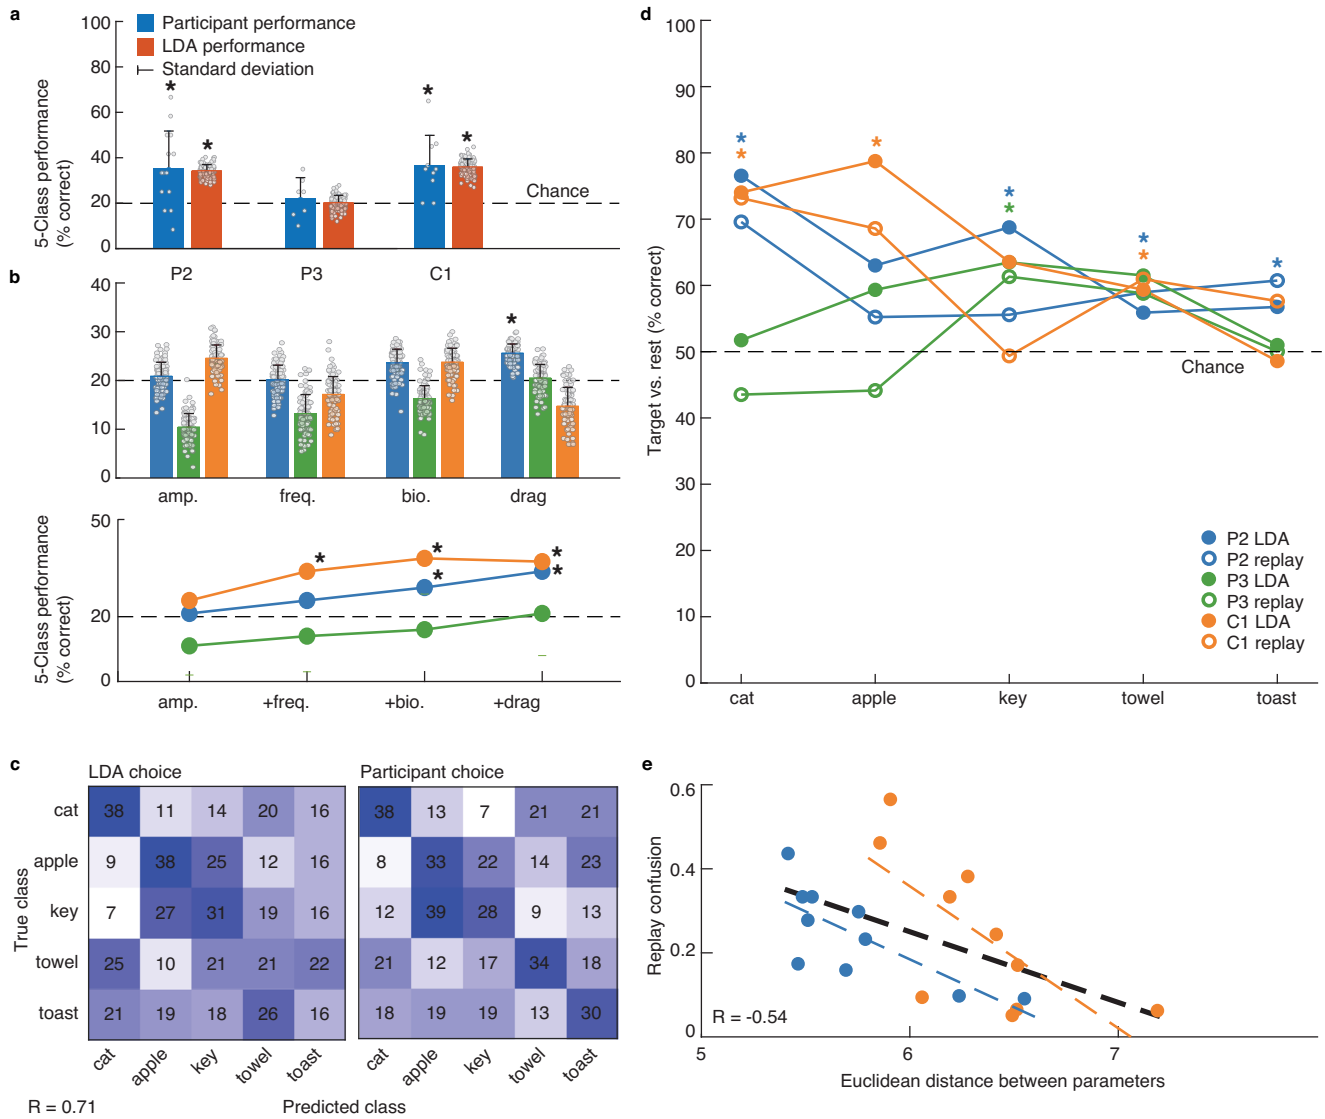 a
100
80
60
40
20
0
5-Class performance
(% correct)
Participant performance
LDA performance
Standard deviation
*
*
*
*
Chance
P2
P3
C1
b
40
30
20
10
0
*
amp.
freq.
bio.
drag
50
20
0
5-Class performance
(% correct)
*
*
*
*
*
amp.
+freq.
+bio.
+drag
c
LDA choice
Participant choice
True class
cat
38 11 14 20 16
38 13 7 21 21
apple
9 38 25 12 16
8 33 22 14 23
key
7 27 31 19 16
12 39 28 9 13
towel
25 10 21 21 22
21 12 17 34 18
toast
21 19 18 26 16
18 19 19 13 30
cat apple key towel toast
cat apple key towel toast
R = 0.71
Predicted class
d
100
90
80
70
60
50
40
30
20
10
0
Target vs. rest (% correct)
*
*
*
*
*
*
*
*
Chance
P2 LDA
P2 replay
P3 LDA
P3 replay
C1 LDA
C1 replay
cat
apple
key
towel
toast
e
0.6
0.4
0.2
0
Replay confusion
R = -0.54
5
6
7
Euclidean distance between parameters